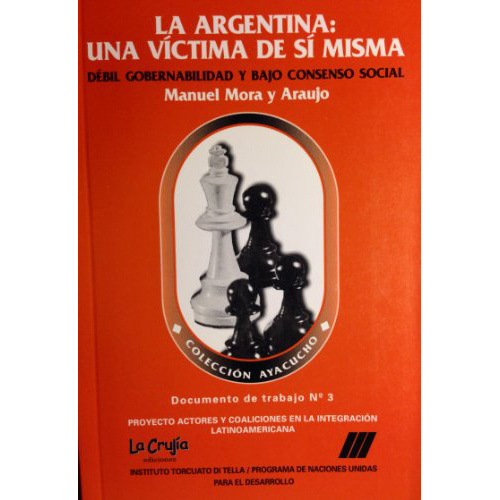 LA ARGENTINA:
UNA VÍCTIMA DE SÍ MISMA
DÉBIL GOBERNABILIDAD Y BAJO CONSENSO SOCIAL
Manuel Mora y Araujo
COLECCIÓN AYACUCHO
Documento de trabajo Nº 3
PROYECTO ACTORES Y COALICIONES EN LA INTEGRACIÓN
LATINOAMERICANA
La Crujía
ediciones
INSTITUTO TORCUATO DI TELLA / PROGRAMA DE NACIONES UNIDAS
PARA EL DESARROLLO